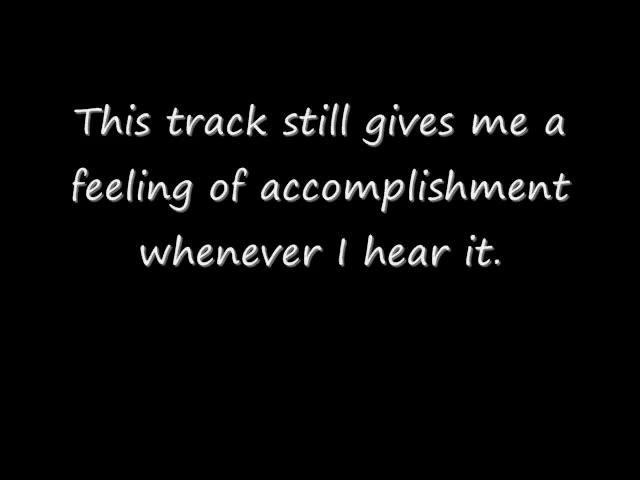 This track still gives me a
feeling of accomplishment
whenever I hear it.